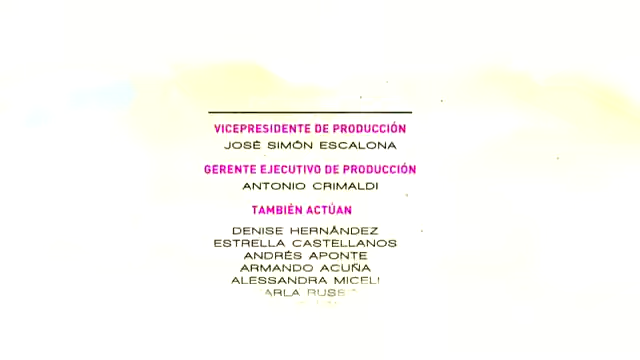 VICEPRESIDENTE DE PRODUCCIÓN
JOSÉ SIMÓN ESCALONA
GERENTE EJECUTIVO DE PRODUCCIÓN
ANTONIO CRIMALDI
TAMBIÉN ACTÚAN
DENISE HERNÁNDEZ
ESTRELLA CASTELLANOS
ANDRÉS APONTE
ARMANDO ACUÑA
ALESSANDRA MICELI